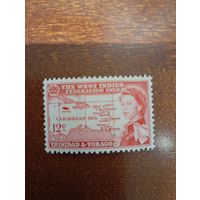 THE WEST INDIES
FEDERATION 1958
CARIBBEAN SEA
12c
TRINIDAD & TOBAGO